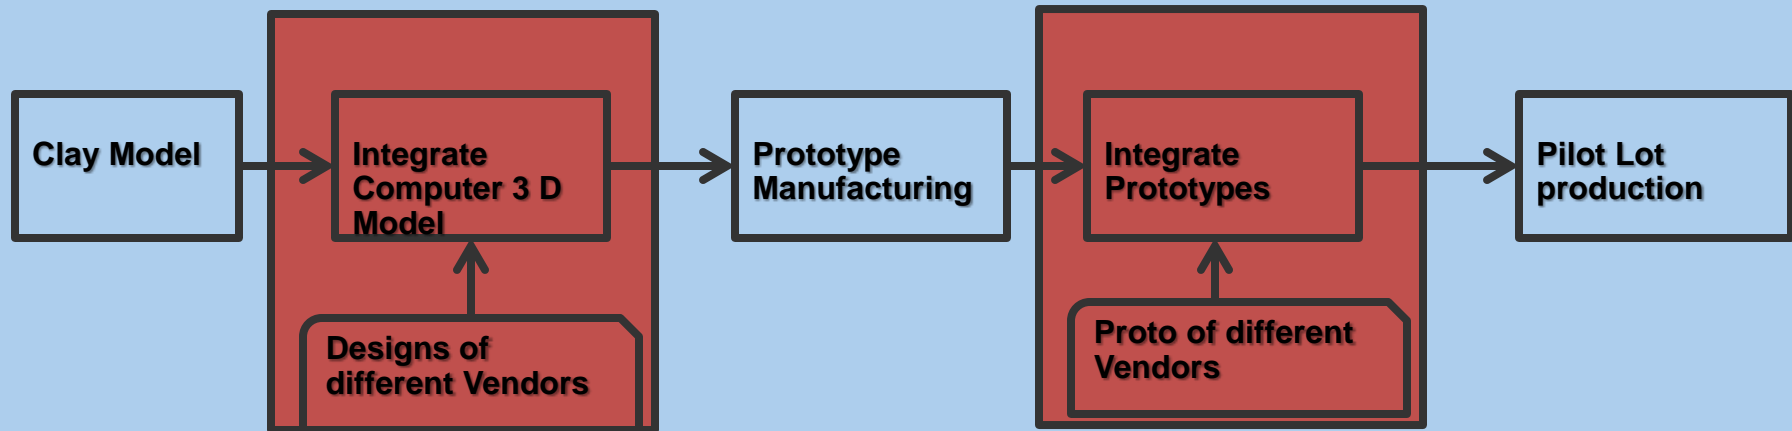 Clay Model
Integrate
Computer 3 D
Model
Prototype
Manufacturing
Integrate
Prototypes
Pilot Lot
production
Designs of
different Vendors
Proto of different
Vendors